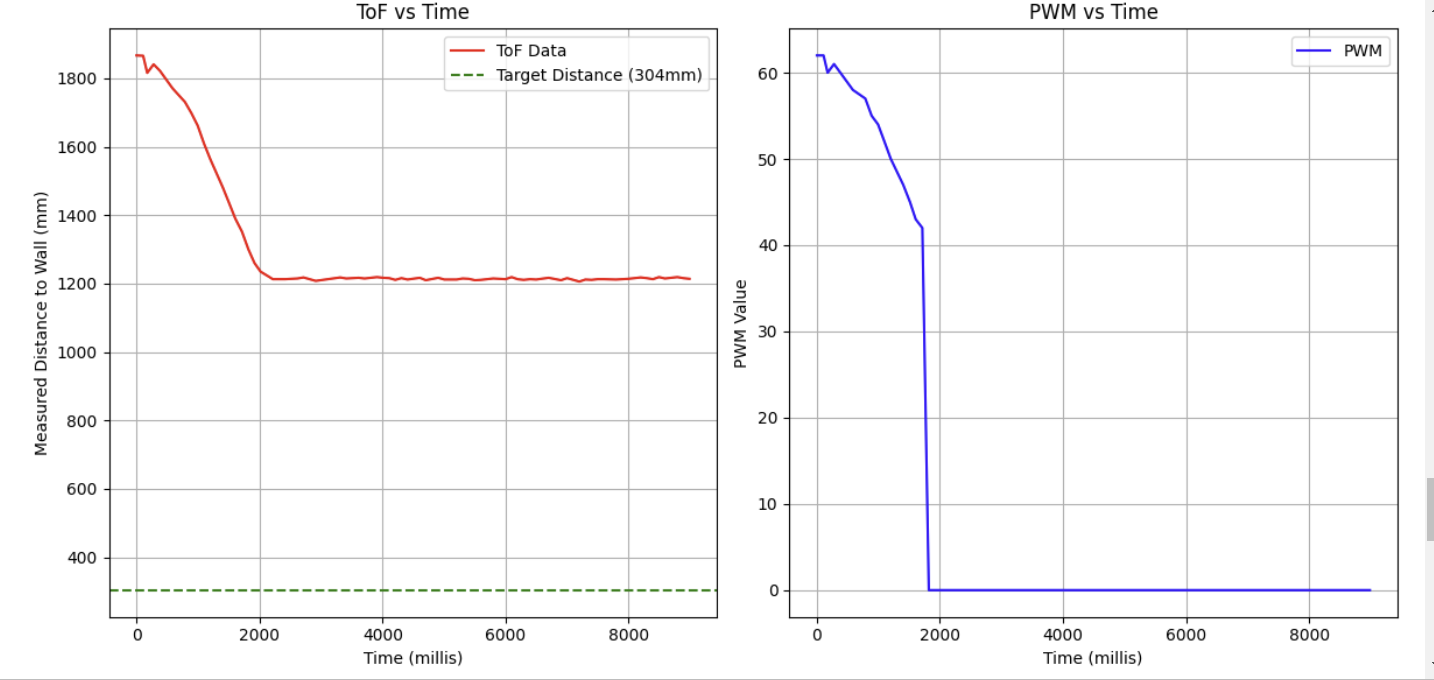 ToF vs Time
ToF Data
Target Distance (304mm)
1800
1600
1400
1200
1000
800
600
400
Measured Distance to Wall (mm)
0 2000 4000 6000 8000
Time (millis)
PWM vs Time
PWM
60
50
40
30
20
10
0
PWM Value
0 2000 4000 6000 8000
Time (millis)